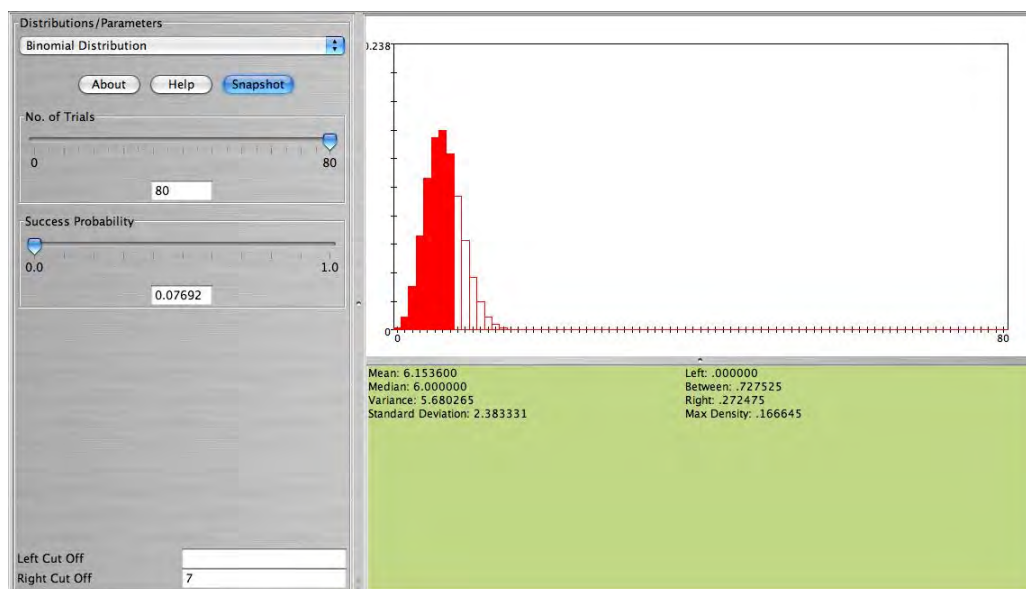 Distributions/Parameters
Binomial Distribution
About Help Snapshot
No. of Trials
0 80
80
Success Probability
0.0 1.0
0.07692
Left Cut Off
Right Cut Off 7
0.238
0
0 80
Mean: 6.153600
Median: 6.000000
Variance: 5.680265
Standard Deviation: 2.383331
Left: .000000
Between: .727525
Right: .272475
Max Density: .166645